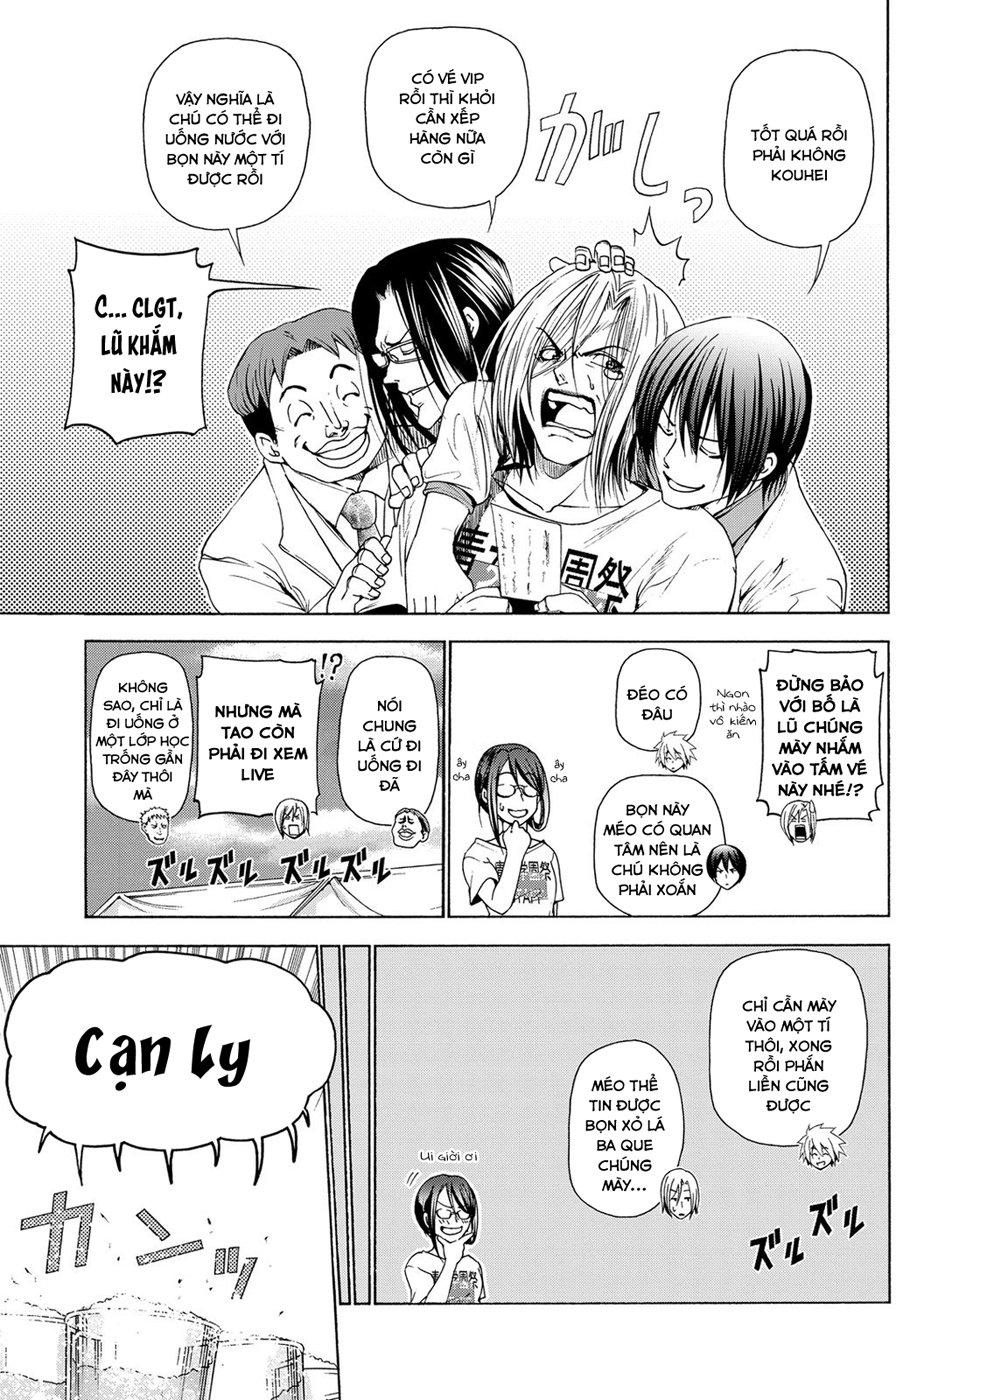 TỐT QUÁ RỒI
PHẢI KHÔNG
KOUHEI
ガシっ
CÓ VÉ VIP
RỒI THÌ KHỎI
CẦN XẾP
HÀNG NỮA
CÒN GÌ
VẬY NGHĨA LÀ
CHÚ CÓ THỂ ĐI
UỐNG NƯỚC VỚI
BỌN NÀY MỘT TÍ
ĐƯỢC RỒI
C... CLGT,
LŨ KHẮM
NÀY!?
ĐỪNG BẢO
VỚI BỐ LÀ
LŨ CHÚNG
MÀY NHẮM
VÀO TẤM VÉ
NÀY NHÉ!?
Ngon
thì nhào
vô kiếm
ăn
ĐÉO CÓ
ĐÂU
BỌN NÀY
MÉO CÓ QUAN
TÂM NÊN LÀ
CHÚ KHÔNG
PHẢI XOẮN
ây
cha
ây
cha
NÓI
CHUNG
LÀ CỨ ĐI
UỐNG ĐI
ĐÃ
!?
NHƯNG MÀ
TAO CÒN
PHẢI ĐI XEM
LIVE
KHÔNG
SAO, CHỈ LÀ
ĐI UỐNG Ở
MỘT LỚP HỌC
TRỐNG GẦN
ĐÂY THÔI
MÀ
ズル ズル ズル ズル
CHỈ CẦN MÀY
VÀO MỘT TÍ
THÔI, XONG
RỒI PHẮN
LIỀN CŨNG
ĐƯỢC
MÉO THỂ
TIN ĐƯỢC
BỌN XỎ LÁ
BA QUE
CHÚNG
MÀY...
Ui giời ơi
ズル ズル
Cạn Ly
カンッ